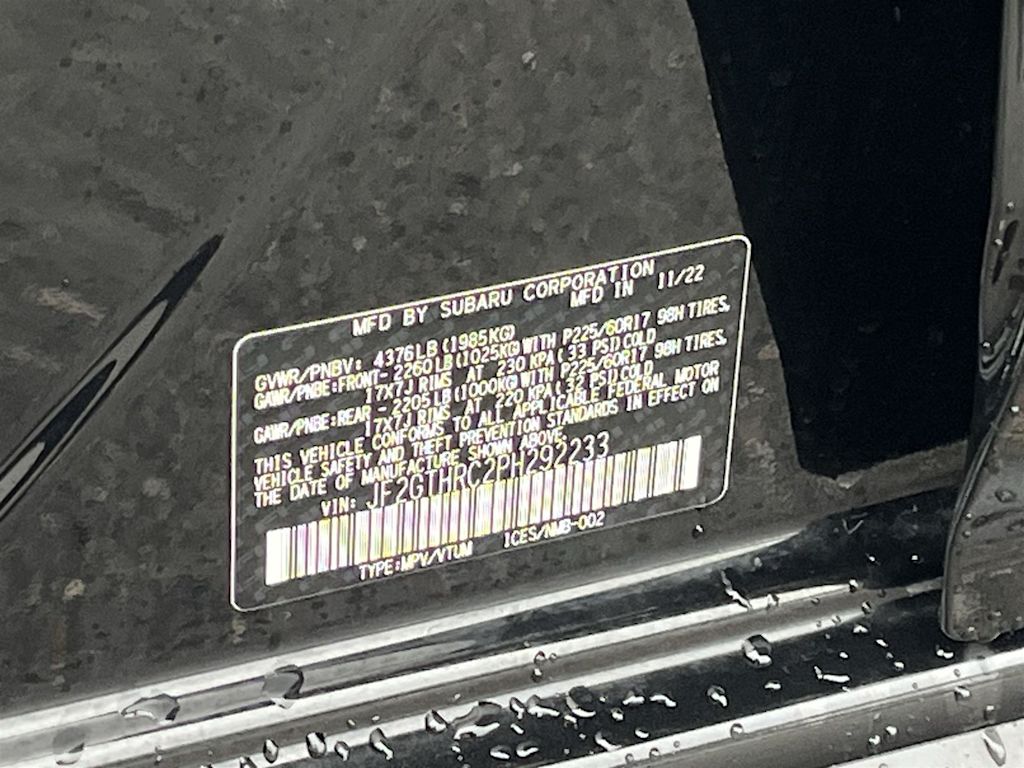 MFD BY SUBARU CORPORATION
MFD IN 11/22
GVWR/PNBV: 4376LB (1985KG)
GAWR/PNBE:FRONT- 2260LB (1025KG) WITH P225/60R17 98H TIRES,
17X7J RIMS AT 230 KPA ( 33 PSI) COLD
GAWR/PNBE:REAR - 2205LB (1000KG) WITH P225/60R17 98H TIRES,
17X7J RIMS AT 220 KPA ( 32 PSI) COLD
THIS VEHICLE CONFORMS TO ALL APPLICABLE FEDERAL MOTOR
VEHICLE SAFETY AND THEFT PREVENTION STANDARDS IN EFFECT ON
THE DATE OF MANUFACTURE SHOWN ABOVE.
VIN: JF2GTHRC2PH292233
TYPE:MPV/VTUM ICES/NMB-002